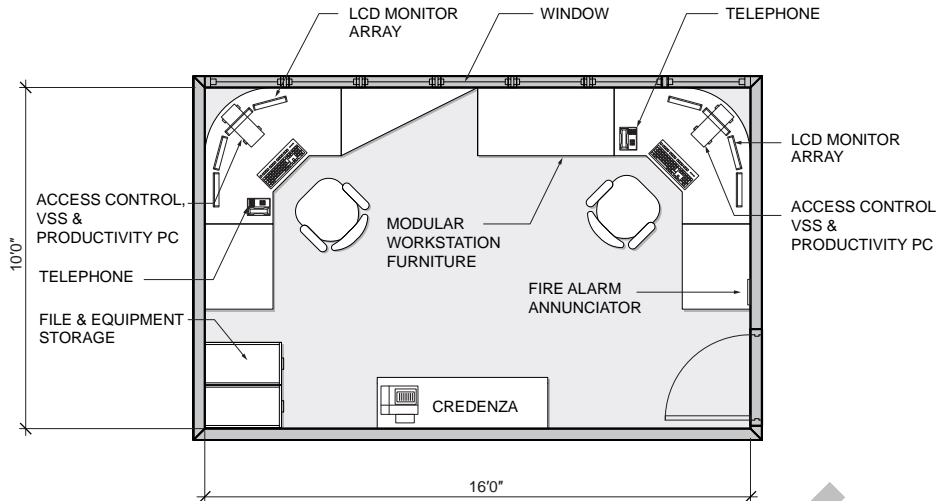 LCD MONITOR
ARRAY
WINDOW
TELEPHONE
LCD MONITOR
ARRAY
ACCESS CONTROL,
VSS &
PRODUCTIVITY PC
ACCESS CONTROL
VSS &
PRODUCTIVITY PC
MODULAR
WORKSTATION
FURNITURE
10'0"
TELEPHONE
FIRE ALARM
ANNUNCIATOR
FILE & EQUIPMENT
STORAGE
CREDENZA
16'0"